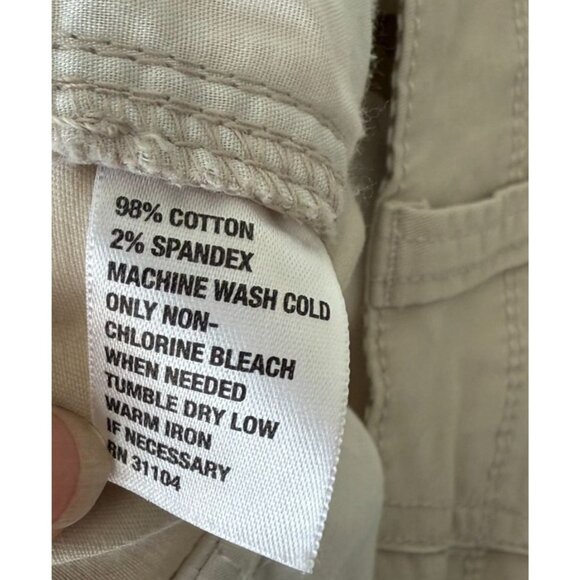 98% COTTON
2% SPANDEX
MACHINE WASH COLD
ONLY NON-
CHLORINE BLEACH
WHEN NEEDED
TUMBLE DRY LOW
WARM IRON
IF NECESSARY
RN 31104